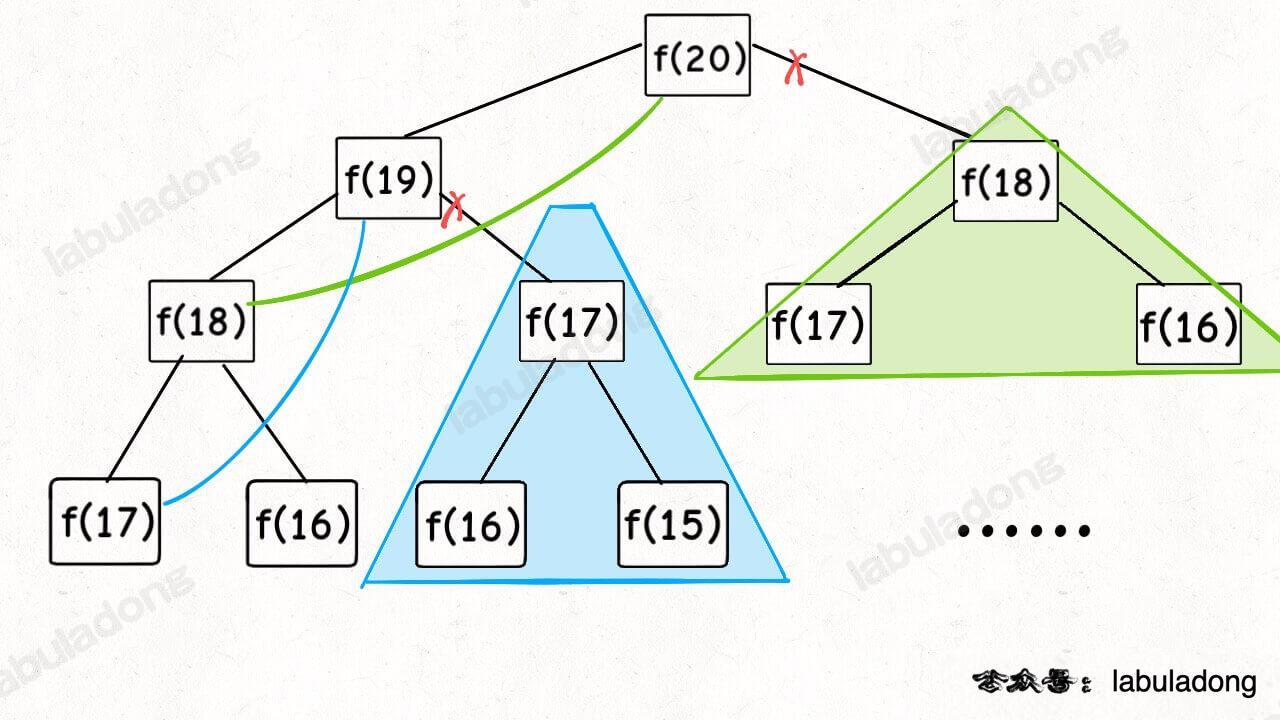 f(20)
f(19)
f(18)
f(18)
f(17)
f(17)
f(16)
f(17)
f(16)
f(16)
f(15)
......
公众号： labuladong
labuladong
labuladong
labuladong
labuladong
labuladong